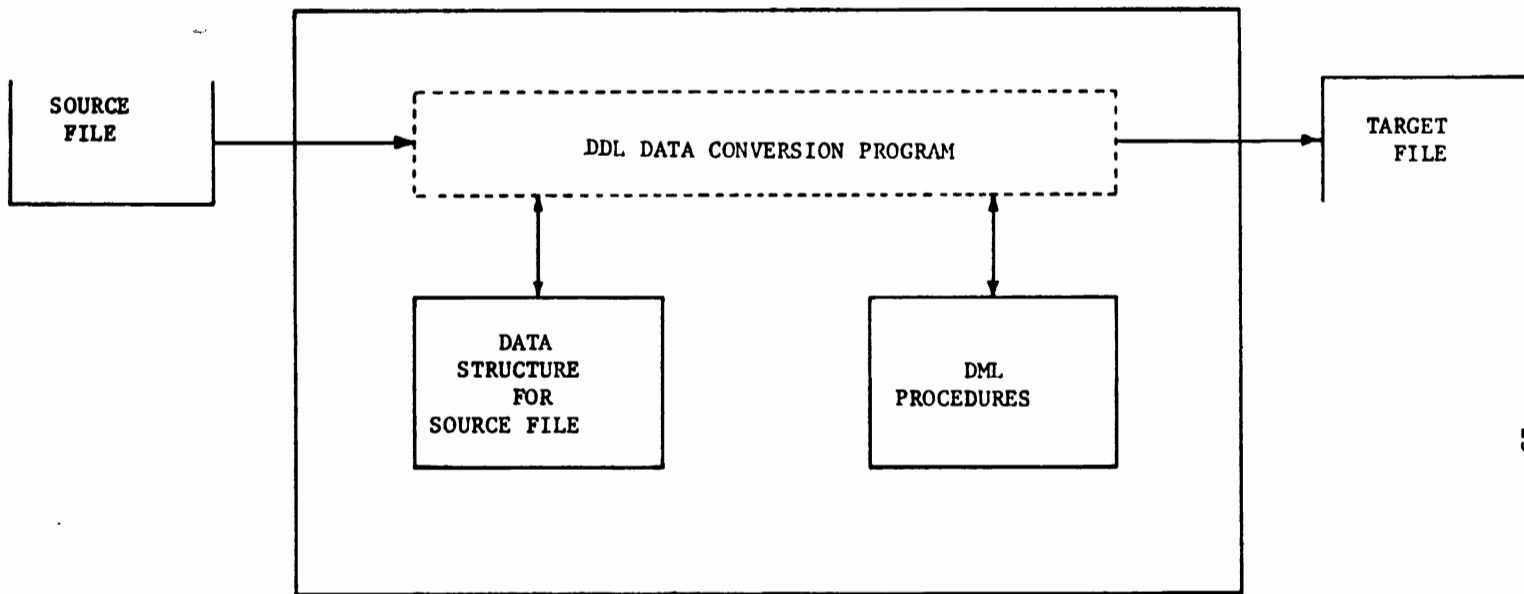 SOURCE
FILE
DDL DATA CONVERSION PROGRAM
TARGET
FILE
DATA
STRUCTURE
FOR
SOURCE FILE
DML
PROCEDURES